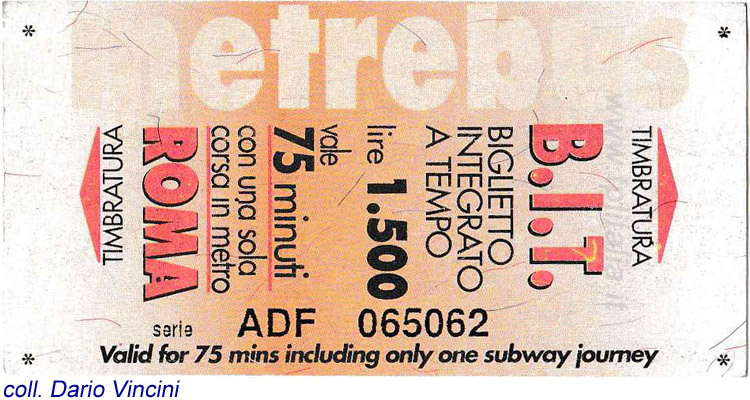 metrebus
TIMBRATURA
B.I.T.
BIGLIETTO
INTEGRATO
A TEMPO
lire 1.500
vale
75 minuti
con una sola
corsa in metro
ROMA
TIMBRATURA
serie ADF 065062
Valid for 75 mins including only one subway journey
coll. Dario Vincini